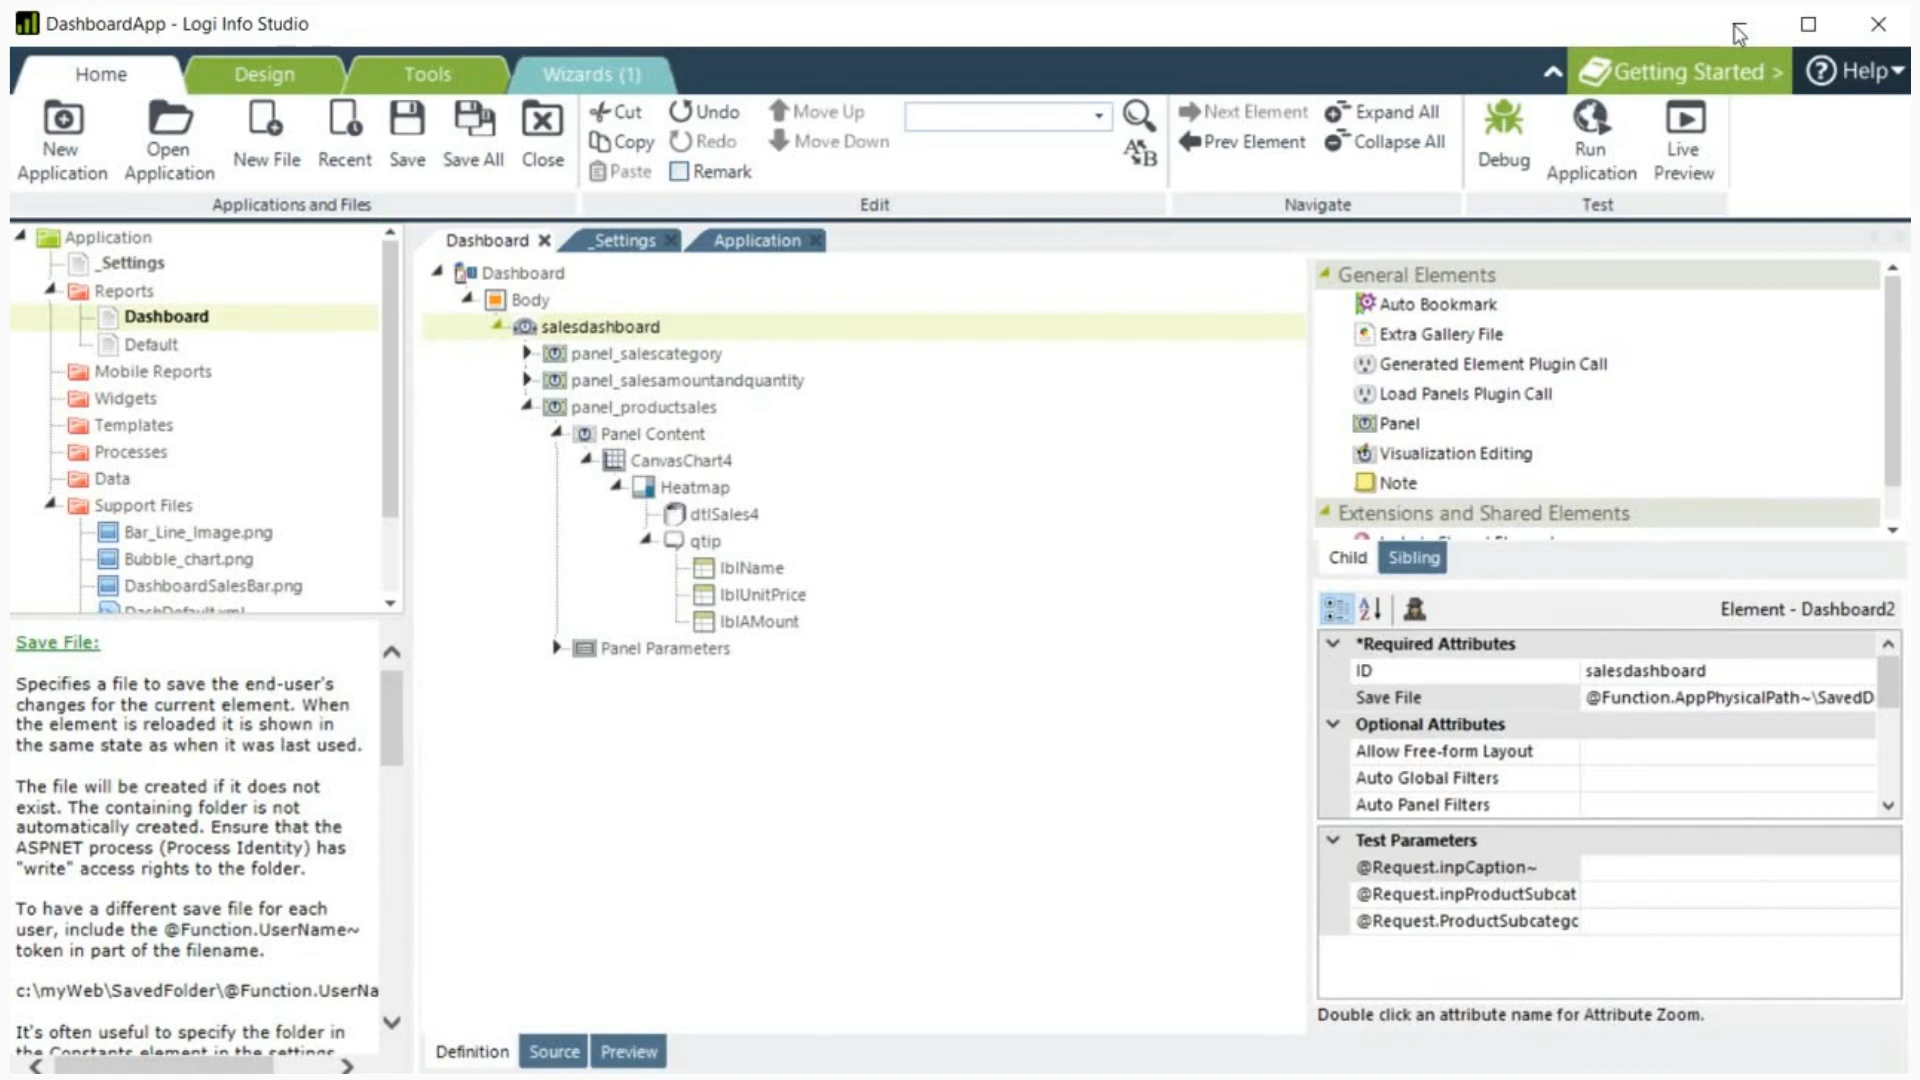 DashboardApp - Logi Info Studio
Home
Design
Tools
Wizards (1)
Getting Started >
Help
New Application
Open Application
New File
Recent
Save
Save All
Close
Cut
Copy
Paste
Undo
Redo
Remark
Move Up
Move Down
Next Element
Prev Element
Expand All
Collapse All
Debug
Run Application
Live Preview
Applications and Files
Edit
Navigate
Test
Application
_Settings
Reports
Dashboard
Default
Mobile Reports
Widgets
Templates
Processes
Data
Support Files
Bar_Line_Image.png
Bubble_chart.png
DashboardSalesBar.png
DashDefault.xml
Save File:
Specifies a file to save the end-user's
changes for the current element. When
the element is reloaded it is shown in
the same state as when it was last used.
The file will be created if it does not
exist. The containing folder is not
automatically created. Ensure that the
ASPNET process (Process Identity) has
"write" access rights to the folder.
To have a different save file for each
user, include the @Function.UserName~
token in part of the filename.
c:\myWeb\SavedFolder\@Function.UserNa
It's often useful to specify the folder in
the Constants element in the settings
Dashboard
_Settings
Application
Dashboard
Body
salesdashboard
panel_salescategory
panel_salesamountandquantity
panel_productsales
Panel Content
CanvasChart4
Heatmap
dtlSales4
qtip
lblName
lblUnitPrice
lblAMount
Panel Parameters
Definition
Source
Preview
General Elements
Auto Bookmark
Extra Gallery File
Generated Element Plugin Call
Load Panels Plugin Call
Panel
Visualization Editing
Note
Extensions and Shared Elements
Child
Sibling
Element - Dashboard2
*Required Attributes
ID salesdashboard
Save File @Function.AppPhysicalPath~\SavedD
Optional Attributes
Allow Free-form Layout
Auto Global Filters
Auto Panel Filters
Test Parameters
@Request.inpCaption~
@Request.inpProductSubcat
@Request.ProductSubcatego
Double click an attribute name for Attribute Zoom.